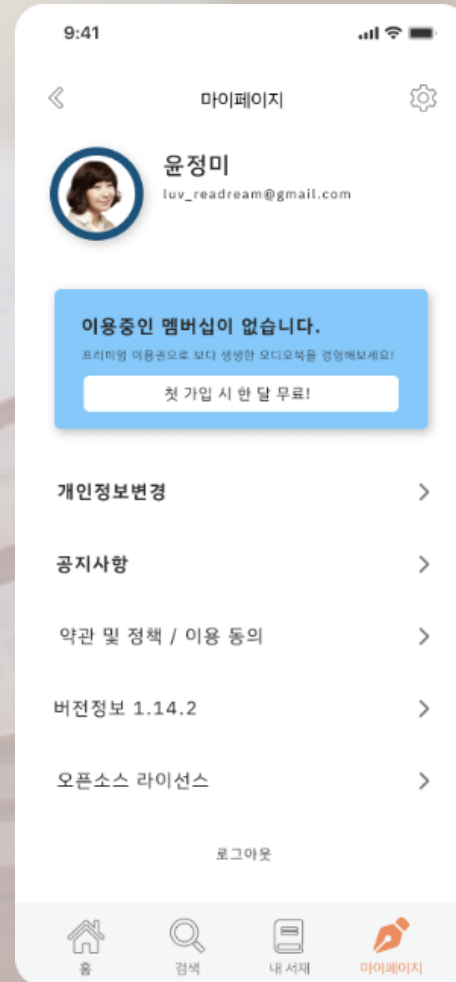 9:41
마이페이지
윤정미
luv_readream@gmail.com
이용중인 멤버십이 없습니다.
프리미엄 이용권으로 보다 생생한 오디오북을 경험해보세요!
첫 가입 시 한 달 무료!
개인정보변경
공지사항
약관 및 정책 / 이용 동의
버전정보 1.14.2
오픈소스 라이선스
로그아웃
홈
검색
내 서재
마이페이지